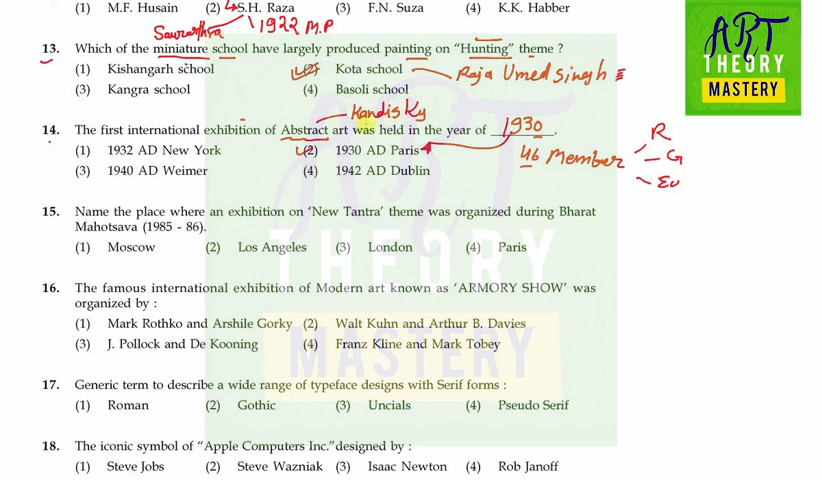 (1) M.F. Husain (2) S.H. Raza (3) F.N. Suza (4) K.K. Habber
Saurashtra 1922 M.P
13. Which of the miniature school have largely produced painting on “Hunting” theme ?
(1) Kishangarh school (2) Kota school Raja Umed Singh
(3) Kangra school (4) Basoli school
Kandisky
14. The first international exhibition of Abstract art was held in the year of 1930.
(1) 1932 AD New York (2) 1930 AD Paris
46 Member R
G
(3) 1940 AD Weimer (4) 1942 AD Dublin
15. Name the place where an exhibition on ‘New Tantra’ theme was organized during Bharat
Mahotsava (1985 - 86).
(1) Moscow (2) Los Angeles (3) London (4) Paris
16. The famous international exhibition of Modern art known as ‘ARMORY SHOW’ was
organized by :
(1) Mark Rothko and Arshile Gorky (2) Walt Kuhn and Arthur B. Davies
(3) J. Pollock and De Kooning (4) Franz Kline and Mark Tobey
17. Generic term to describe a wide range of typeface designs with Serif forms :
(1) Roman (2) Gothic (3) Uncials (4) Pseudo Serif
18. The iconic symbol of “Apple Computers Inc.”designed by :
(1) Steve Jobs (2) Steve Wazniak (3) Isaac Newton (4) Rob Janoff
ART
THEORY
MASTERY
ART
THEORY
MASTERY